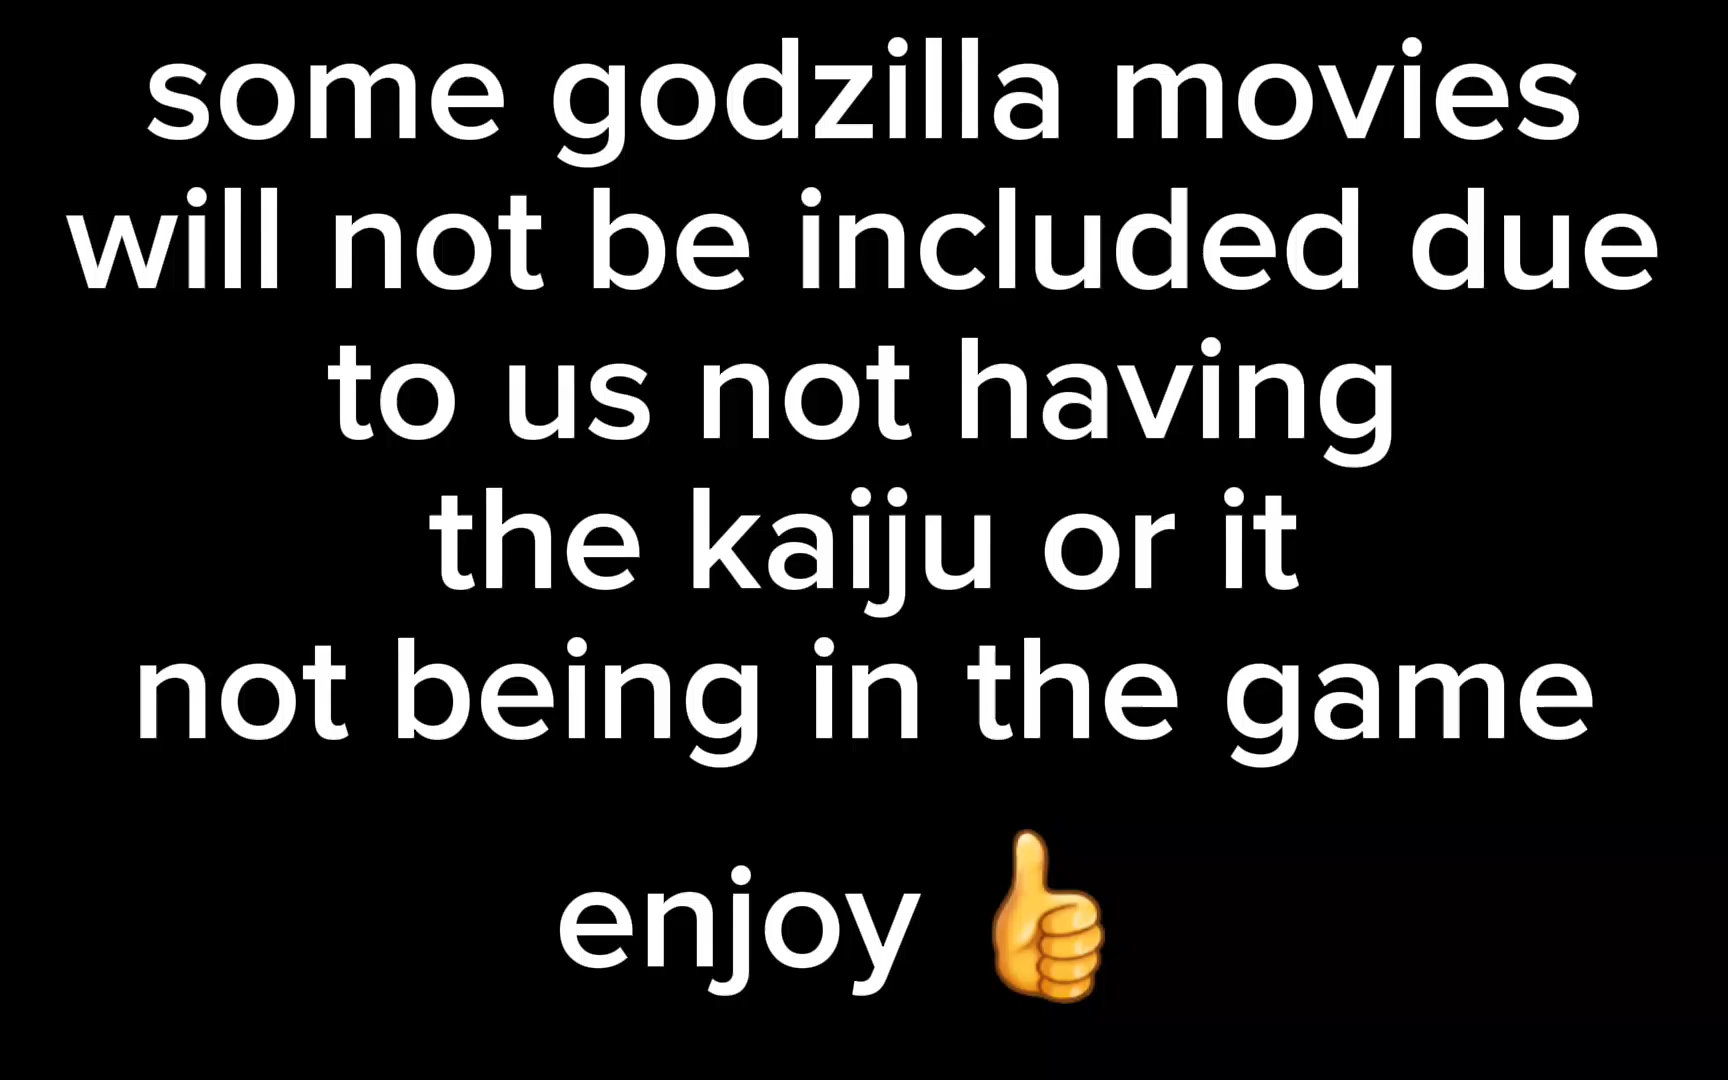 some godzilla movies
will not be included due
to us not having
the kaiju or it
not being in the game
enjoy 👍